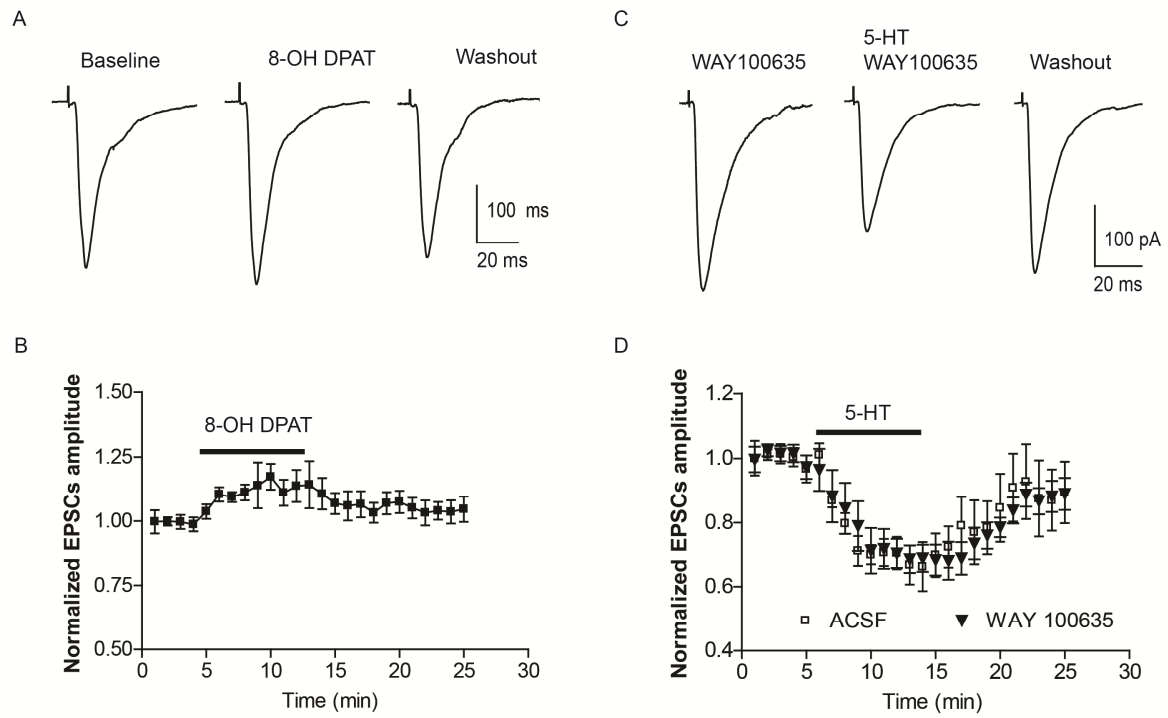 A
Baseline
8-OH DPAT
Washout
100 ms
20 ms
C
WAY100635
5-HT
WAY100635
Washout
100 pA
20 ms
B
Normalized EPSCs amplitude
1.50
1.25
1.00
0.75
0.50
8-OH DPAT
0 5 10 15 20 25 30
Time (min)
D
Normalized EPSCs amplitude
1.2
1.0
0.8
0.6
0.4
5-HT
ACSF
WAY 100635
0 5 10 15 20 25 30
Time (min)